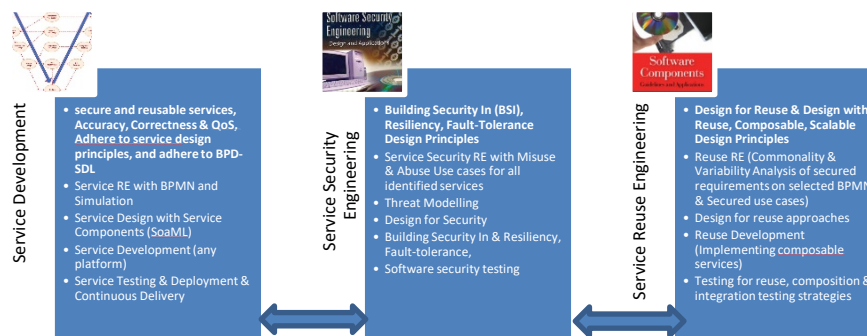 Service Development
• secure and reusable services,
Accuracy, Correctness & QoS,
Adhere to service design
principles, and adhere to BPD-
SDL
• Service RE with BPMN and
Simulation
• Service Design with Service
Components (SoaML)
• Service Development (any
platform)
• Service Testing & Deployment &
Continuous Delivery
Software Security
Engineering
Design and Applications
Service Security
Engineering
• Building Security In (BSI),
Resiliency, Fault-Tolerance
Design Principles
• Service Security RE with Misuse
& Abuse Use cases for all
identified services
• Threat Modelling
• Design for Security
• Building Security In & Resiliency,
Fault-tolerance,
• Software security testing
Software
Components
Guidelines and Applications
Service Reuse Engineering
• Design for Reuse & Design with
Reuse, Composable, Scalable
Design Principles
• Reuse RE (Commonality &
Variability Analysis of secured
requirements on selected BPMN
& Secured use cases)
• Design for reuse approaches
• Reuse Development
(Implementing composable
services)
• Testing for reuse, composition &
integration testing strategies